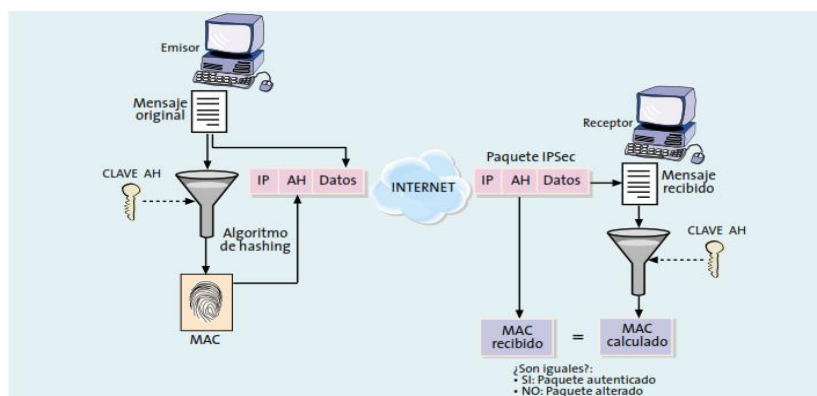 Emisor
Mensaje
original
CLAVE AH
IP AH Datos
Algoritmo
de hashing
MAC
INTERNET
Paquete IPSec
IP AH Datos
Receptor
Mensaje
recibido
CLAVE AH
MAC
recibido
=
MAC
calculado
¿Son iguales?:
• SI: Paquete autenticado
• NO: Paquete alterado